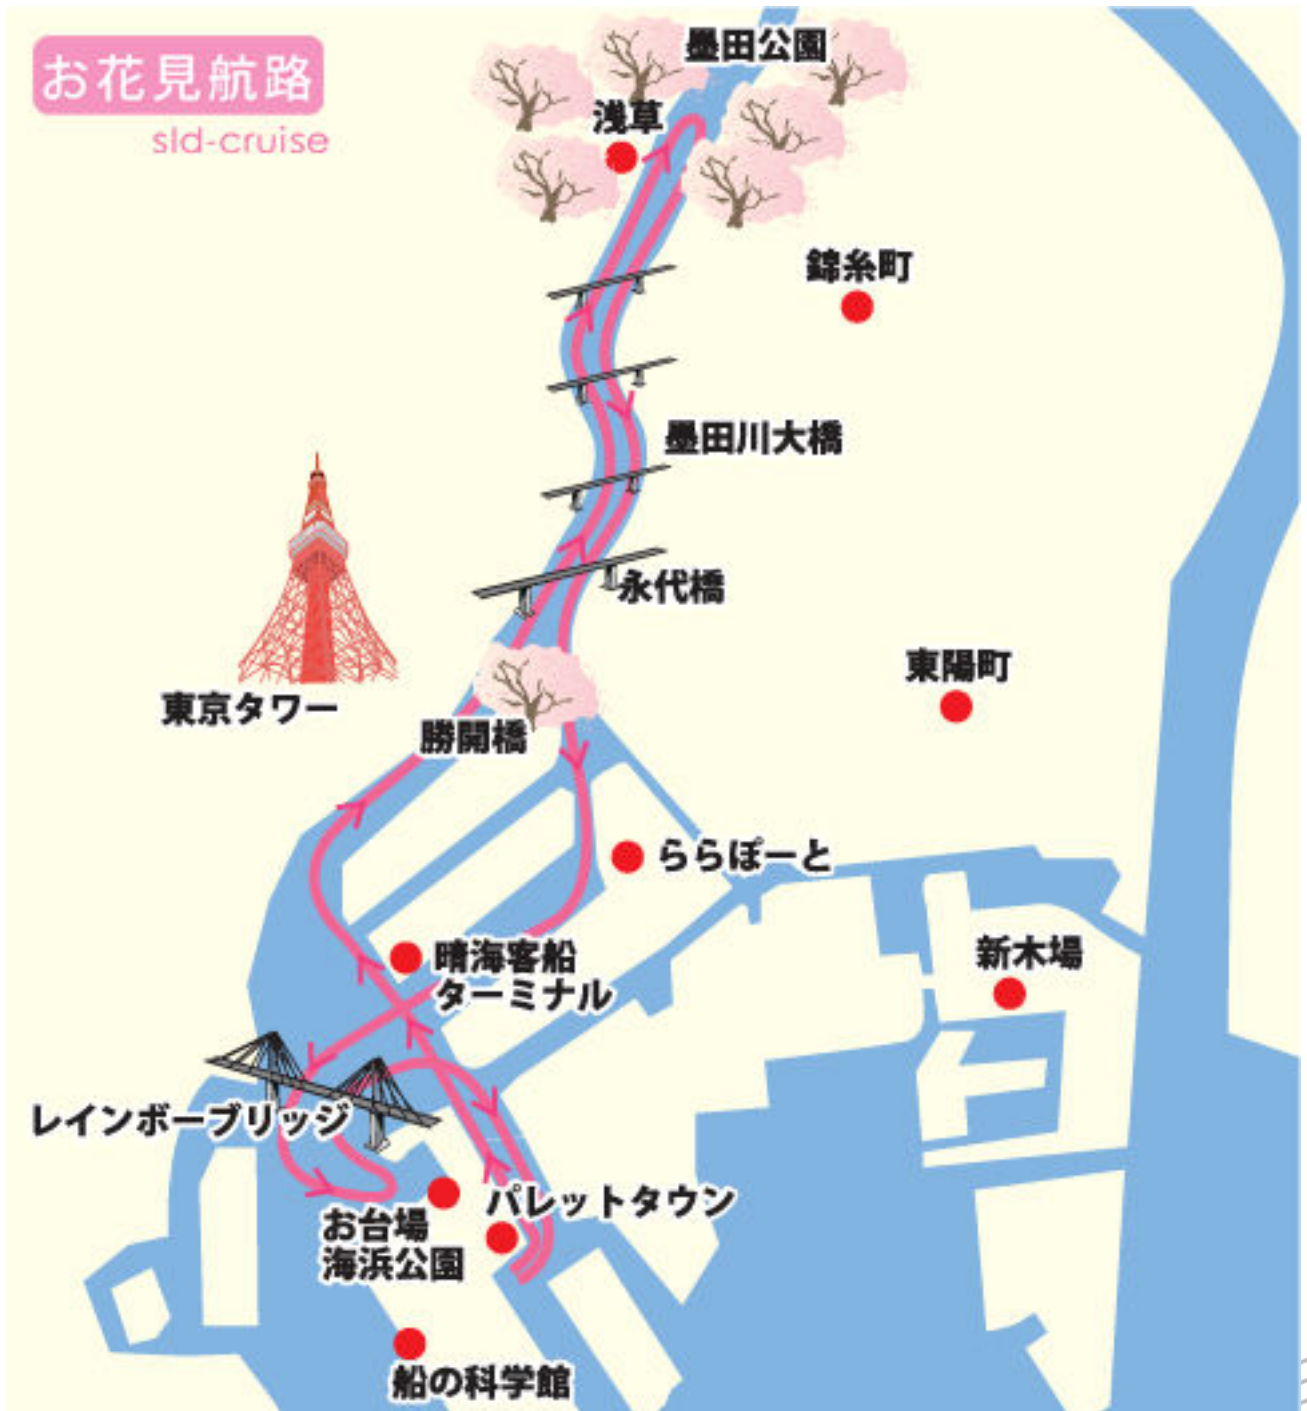 お花見航路
sld-cruise
墨田公園
浅草
錦糸町
墨田川大橋
永代橋
東京タワー
東陽町
勝開橋
ららぽーと
晴海客船
ターミナル
新木場
レインボーブリッジ
パレットタウン
お台場
海浜公園
船の科学館